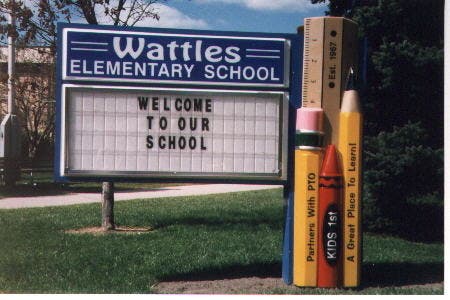 Wattles
ELEMENTARY SCHOOL
WELCOME
TO OUR
SCHOOL
Est. 1967
Partners With PTO
KIDS 1st
A Great Place To Learn!